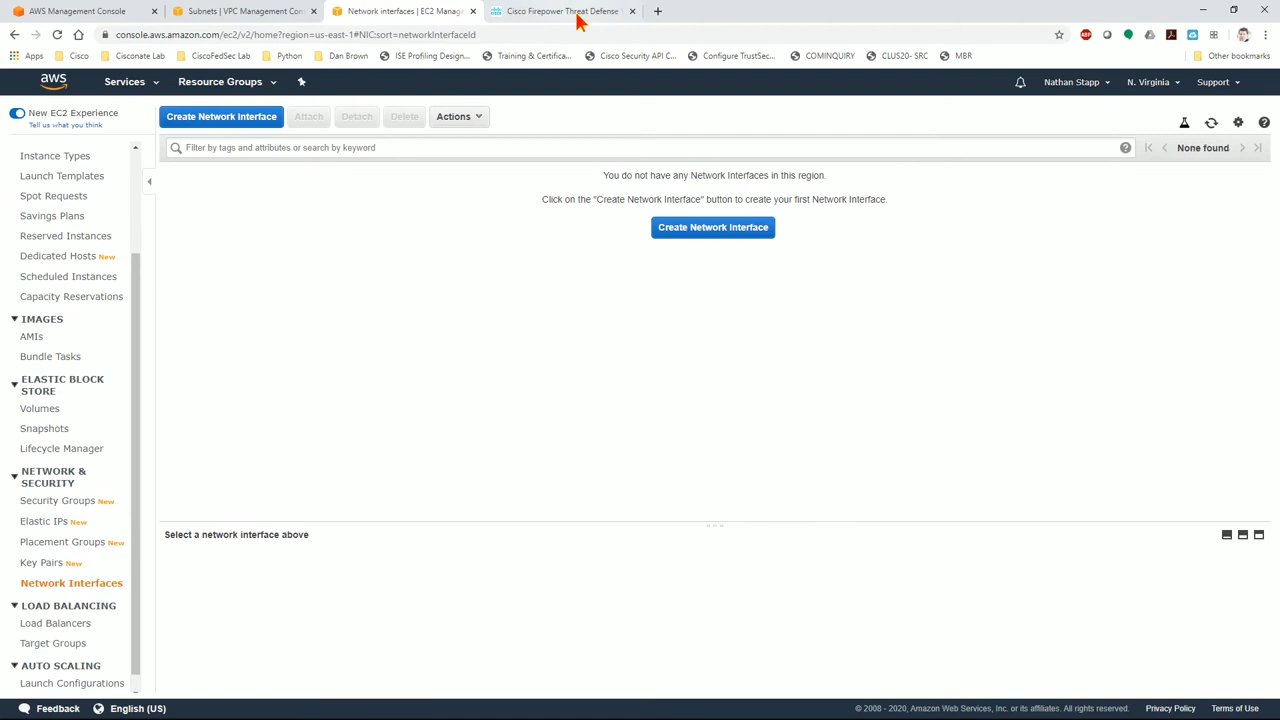 AWS Management Console
Subnets | VPC Management Con
Network interfaces | EC2 Manage
Cisco Firepower Threat Defense
console.aws.amazon.com/ec2/v2/home?region=us-east-1#NIC:sort=networkInterfaceId
ABP
Apps
Cisco
Cisconate Lab
CiscoFedSec Lab
Python
Dan Brown
ISE Profiling Design...
Training & Certifica...
Cisco Security API C...
Configure TrustSec...
COMINQUIRY
CLUS20- SRC
MBR
Other bookmarks
aws
Services
Resource Groups
Nathan Stapp
N. Virginia
Support
New EC2 Experience
Tell us what you think
Create Network Interface
Attach
Detach
Delete
Actions
Filter by tags and attributes or search by keyword
None found
You do not have any Network Interfaces in this region.
Click on the "Create Network Interface" button to create your first Network Interface.
Create Network Interface
Instance Types
Launch Templates
Spot Requests
Savings Plans
Reserved Instances
Dedicated Hosts New
Scheduled Instances
Capacity Reservations
IMAGES
AMIs
Bundle Tasks
ELASTIC BLOCK
STORE
Volumes
Snapshots
Lifecycle Manager
NETWORK &
SECURITY
Security Groups New
Elastic IPs New
Placement Groups New
Key Pairs New
Network Interfaces
LOAD BALANCING
Load Balancers
Target Groups
AUTO SCALING
Launch Configurations
Select a network interface above
Feedback
English (US)
© 2008 - 2020, Amazon Web Services, Inc. or its affiliates. All rights reserved.
Privacy Policy
Terms of Use